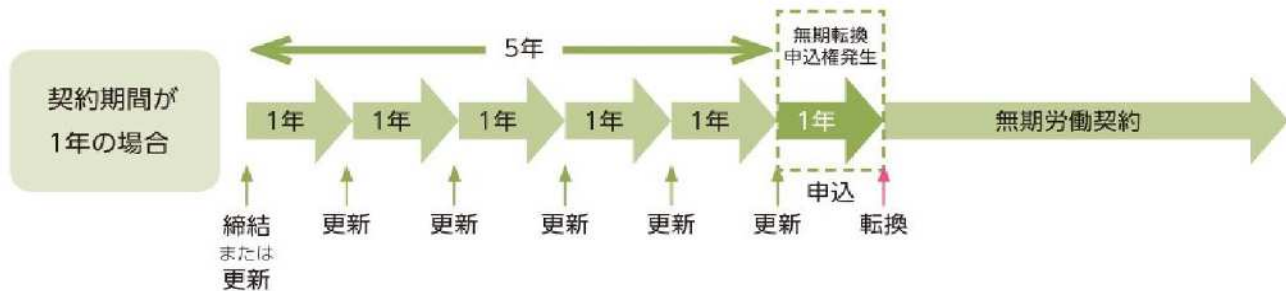 5年
無期転換
申込権発生
契約期間が
1年の場合
1年
1年
1年
1年
1年
1年
無期労働契約
申込
締結
または
更新
更新
更新
更新
更新
更新
転換